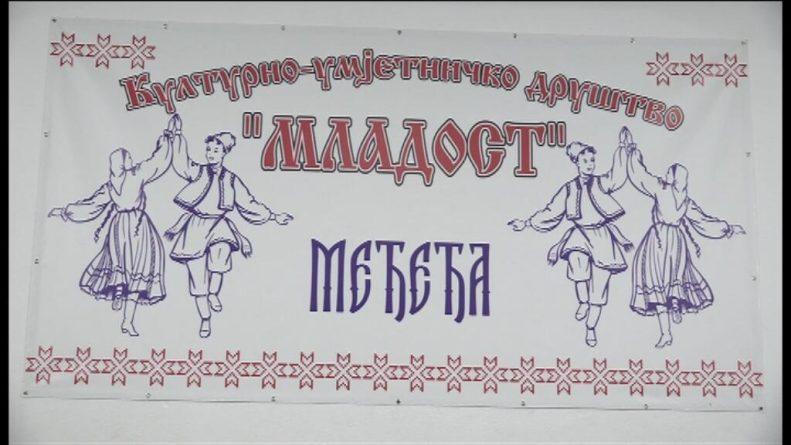 Културно-умјетничко друштво
"МЛАДОСТ"
МЕЂЕЂА